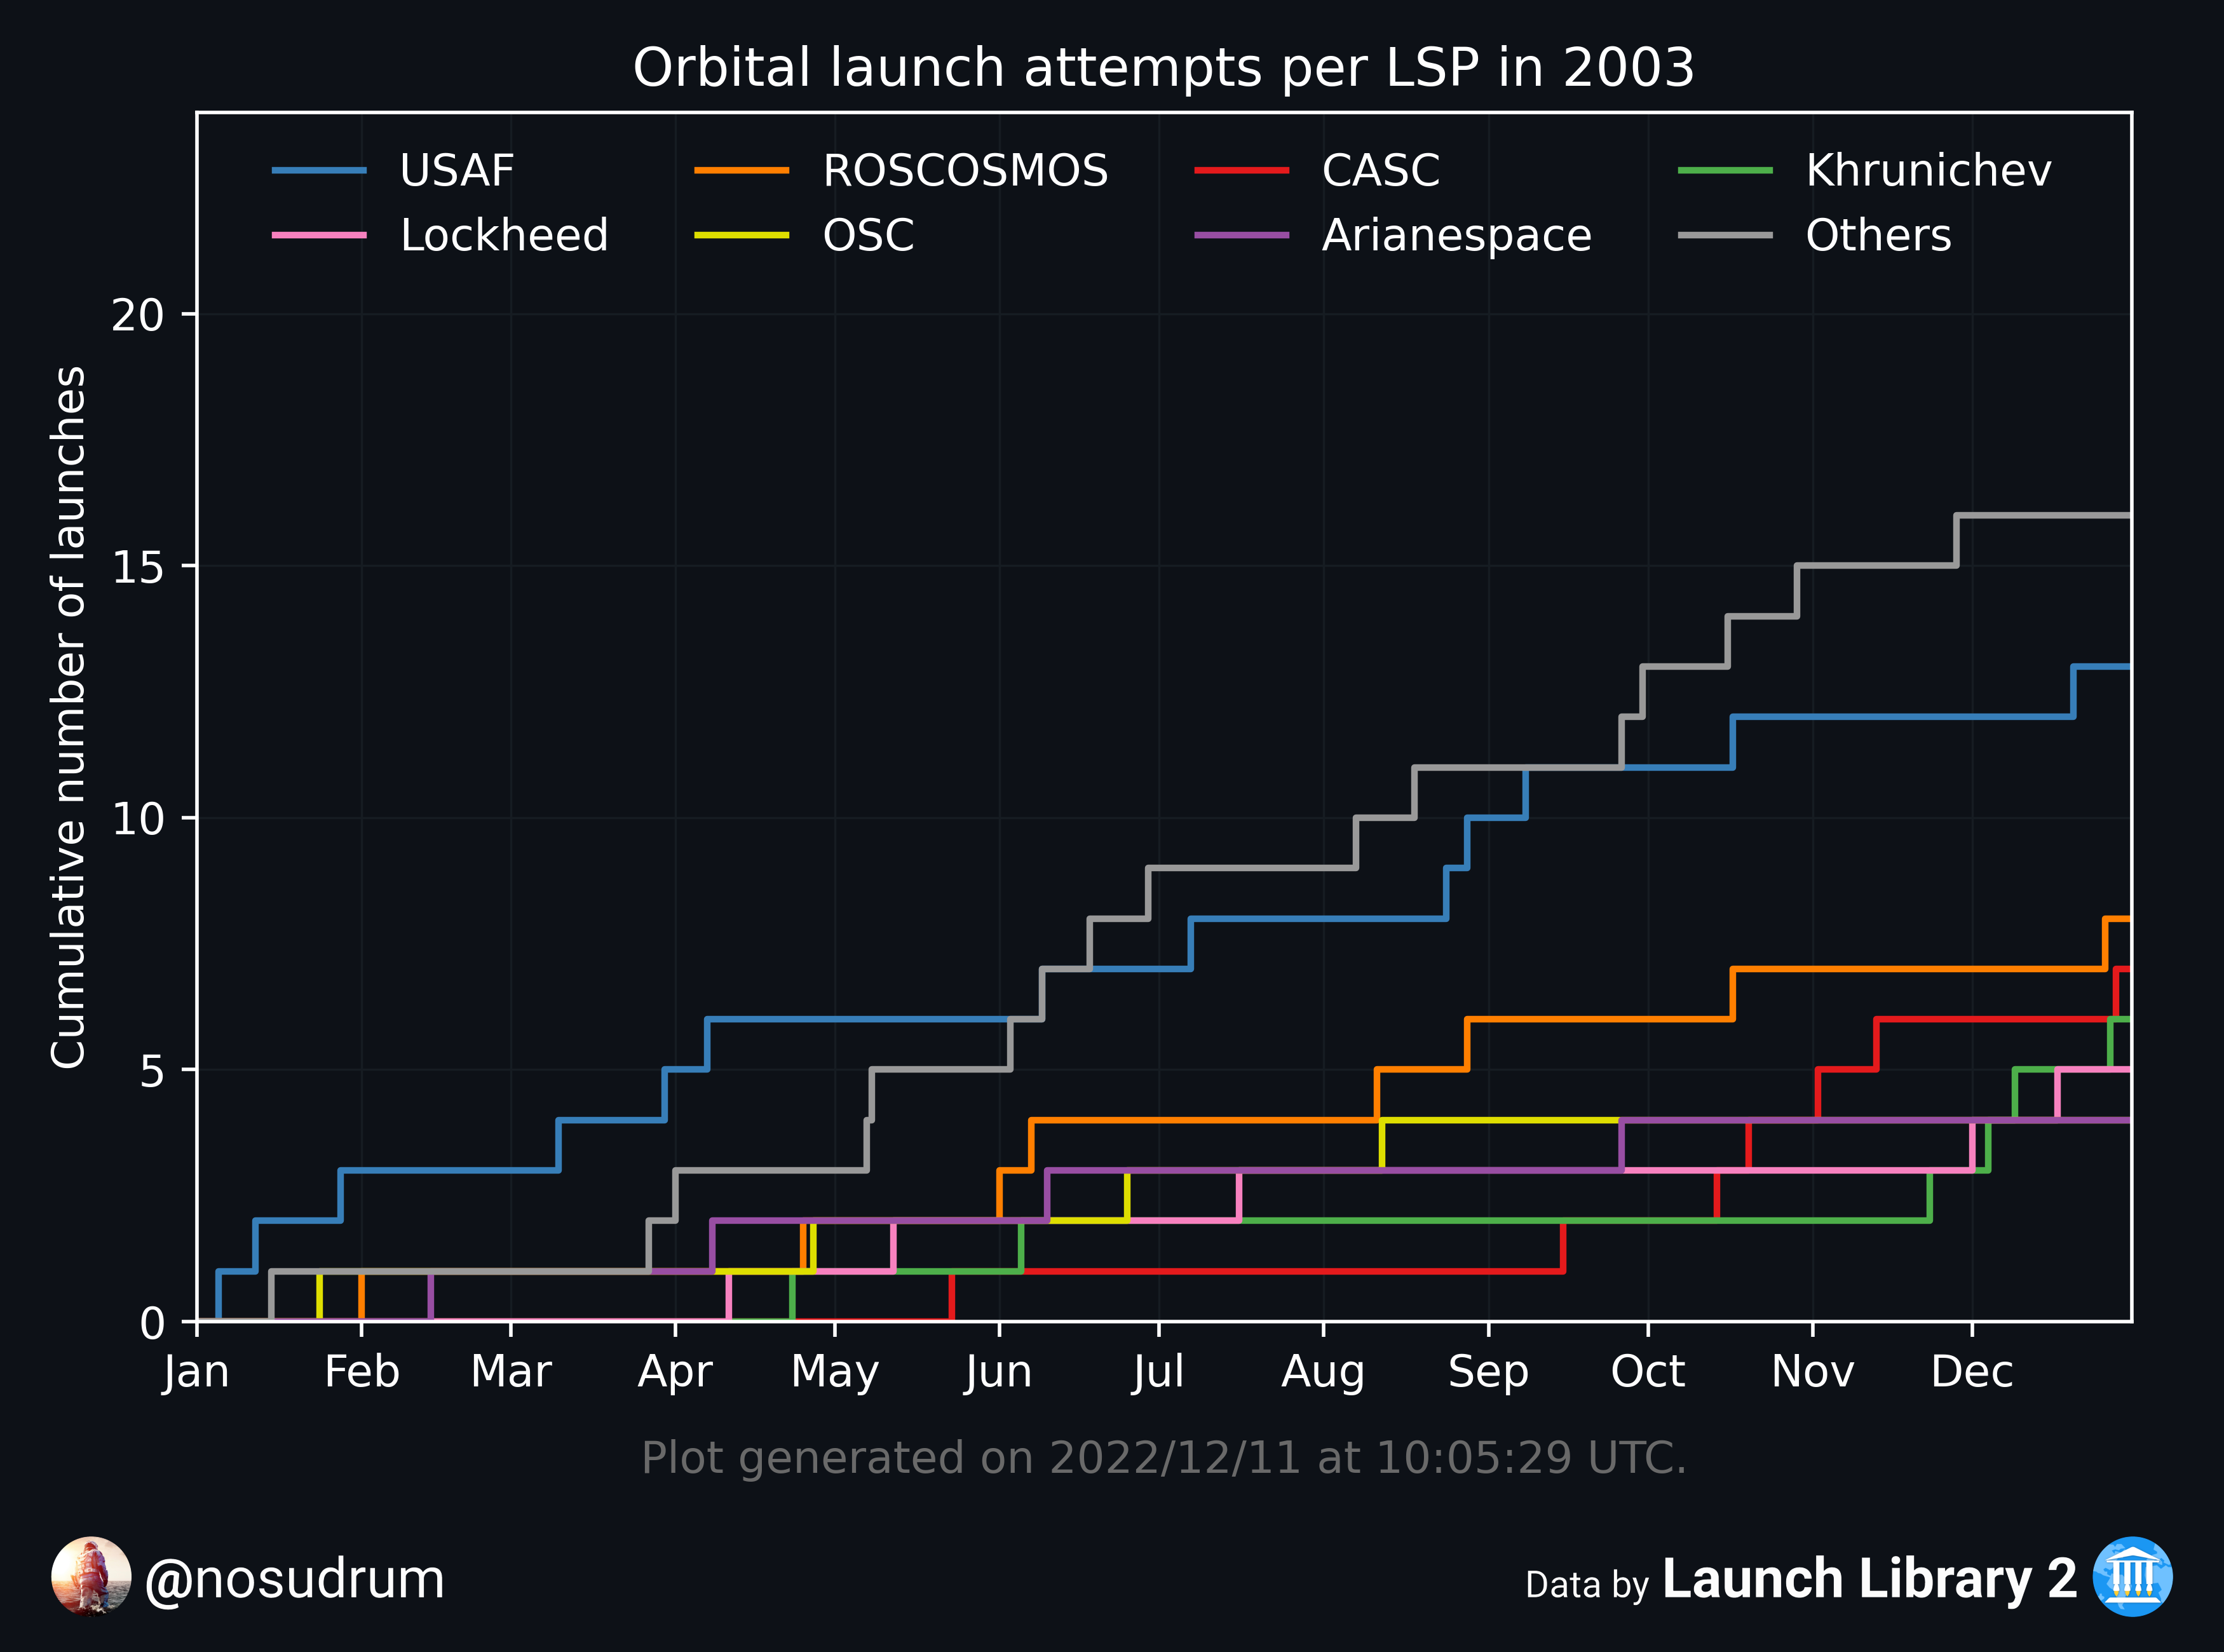 Orbital launch attempts per LSP in 2003
USAF ROSCOSMOS CASC Khrunichev
Lockheed OSC Arianespace Others
Cumulative number of launches
20
15
10
5
0
Jan Feb Mar Apr May Jun Jul Aug Sep Oct Nov Dec
Plot generated on 2022/12/11 at 10:05:29 UTC.
@nosudrum
Data by Launch Library 2